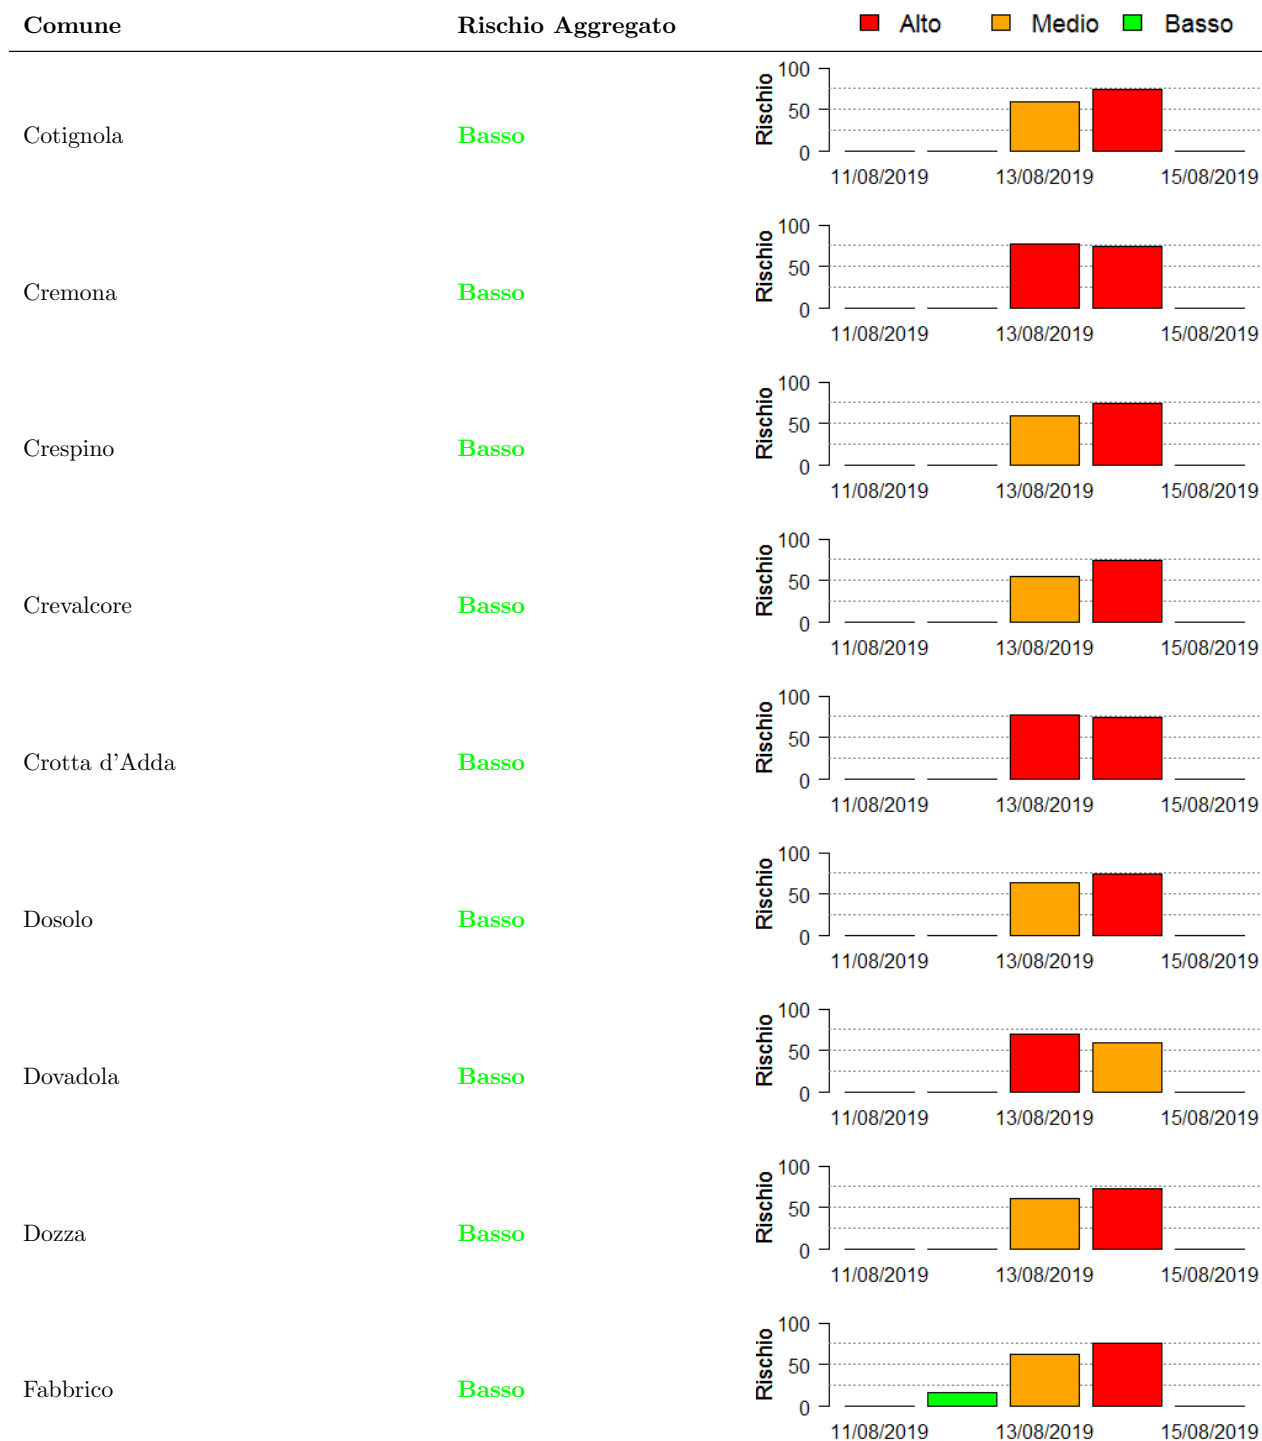 Comune Rischio Aggregato Alto Medio Basso
Cotignola Basso Rischio 100 50 0
11/08/2019 13/08/2019 15/08/2019
Cremona Basso Rischio 100 50 0
11/08/2019 13/08/2019 15/08/2019
Crespino Basso Rischio 100 50 0
11/08/2019 13/08/2019 15/08/2019
Crevalcore Basso Rischio 100 50 0
11/08/2019 13/08/2019 15/08/2019
Crotta d'Adda Basso Rischio 100 50 0
11/08/2019 13/08/2019 15/08/2019
Dosolo Basso Rischio 100 50 0
11/08/2019 13/08/2019 15/08/2019
Dovadola Basso Rischio 100 50 0
11/08/2019 13/08/2019 15/08/2019
Dozza Basso Rischio 100 50 0
11/08/2019 13/08/2019 15/08/2019
Fabbrico Basso Rischio 100 50 0
11/08/2019 13/08/2019 15/08/2019